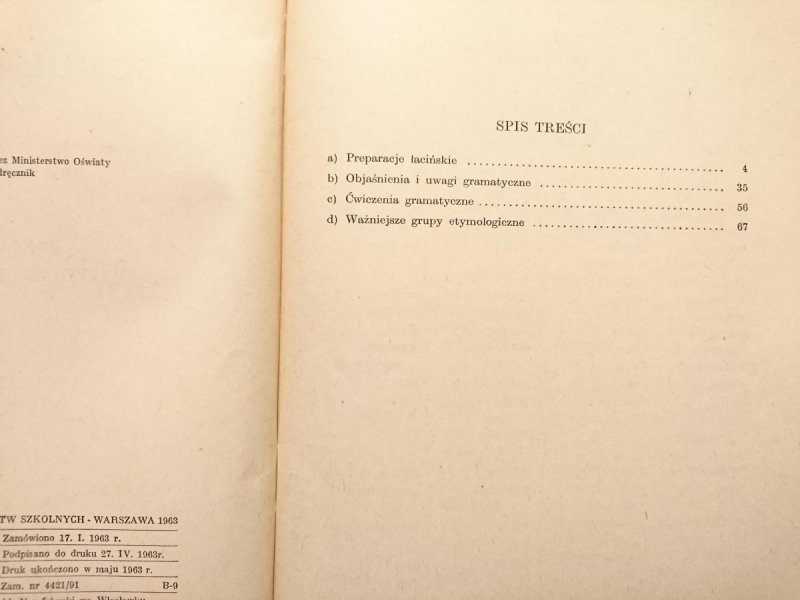 ez Ministerstwo Oświaty
dręcznik
TW SZKOLNYCH - WARSZAWA 1963
Zamówiono 17. I. 1963 r.
Podpisano do druku 27. IV. 1963r.
Druk ukończono w maju 1963 r.
Zam. nr 4421/91 B-9
SPIS TREŚCI
a) Preparacje łacińskie . . . . . . . . . . . . . . . . . . . . 4
b) Objaśnienia i uwagi gramatyczne . . . . . . . . . . . . . . . . . . . . 35
c) Ćwiczenia gramatyczne . . . . . . . . . . . . . . . . . . . . 56
d) Ważniejsze grupy etymologiczne . . . . . . . . . . . . . . . . . . . . 67